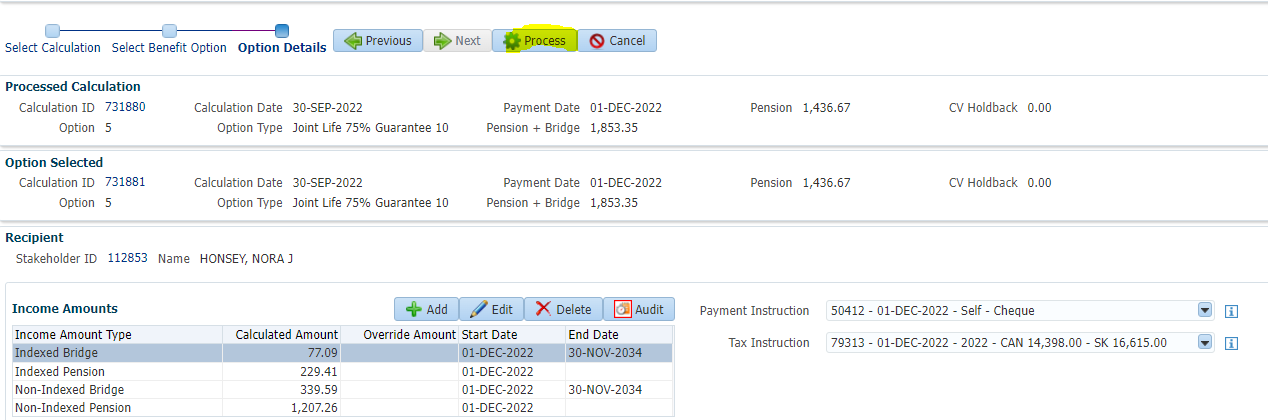 Select Calculation Select Benefit Option Option Details Previous Next Process Cancel
Processed Calculation
Calculation ID 731880 Calculation Date 30-SEP-2022 Payment Date 01-DEC-2022 Pension 1,436.67 CV Holdback 0.00
Option 5 Option Type Joint Life 75% Guarantee 10 Pension + Bridge 1,853.35
Option Selected
Calculation ID 731881 Calculation Date 30-SEP-2022 Payment Date 01-DEC-2022 Pension 1,436.67 CV Holdback 0.00
Option 5 Option Type Joint Life 75% Guarantee 10 Pension + Bridge 1,853.35
Recipient
Stakeholder ID 112853 Name HONSEY, NORA J
Income Amounts Add Edit Delete Audit Payment Instruction 50412 - 01-DEC-2022 - Self - Cheque
Income Amount Type Calculated Amount Override Amount Start Date End Date
Tax Instruction 79313 - 01-DEC-2022 - 2022 - CAN 14,398.00 - SK 16,615.00
Indexed Bridge 77.09 01-DEC-2022 30-NOV-2034
Indexed Pension 229.41 01-DEC-2022
Non-Indexed Bridge 339.59 01-DEC-2022 30-NOV-2034
Non-Indexed Pension 1,207.26 01-DEC-2022